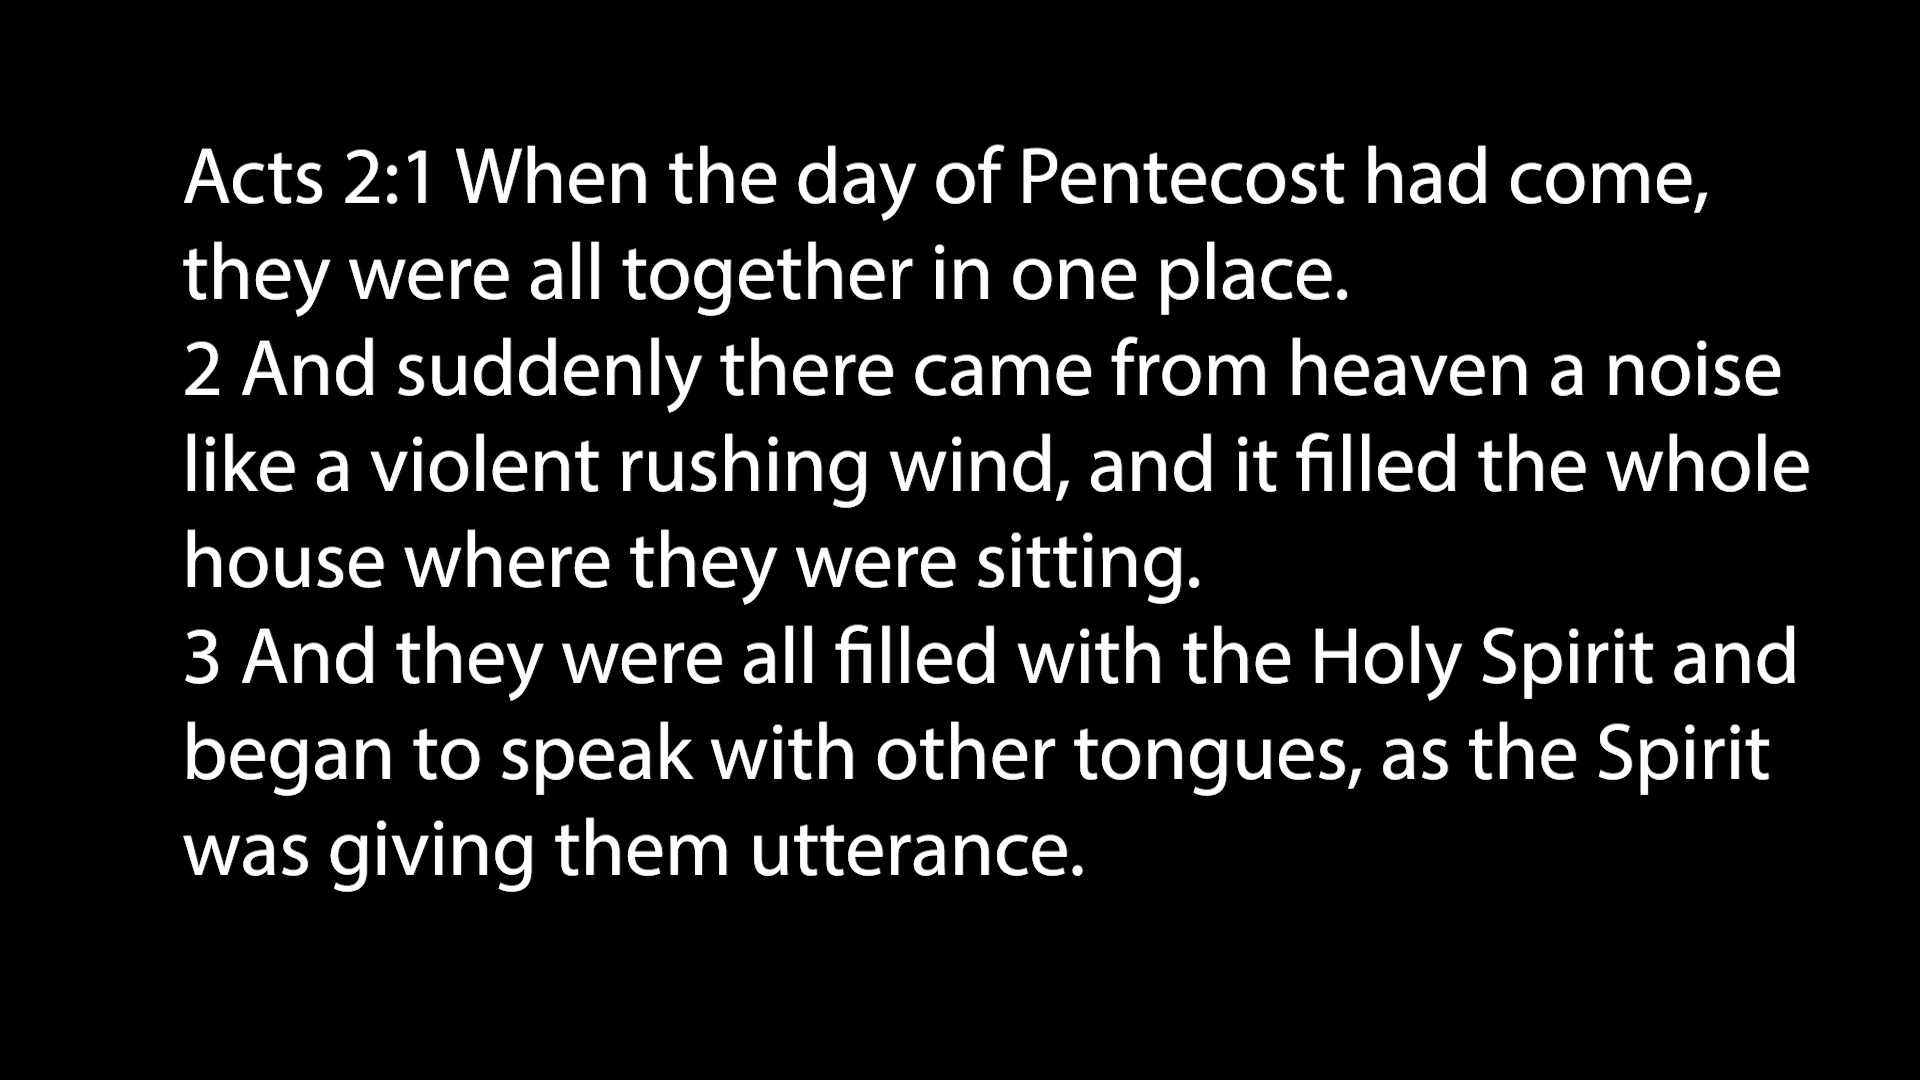 Acts 2:1 When the day of Pentecost had come,
they were all together in one place.
2 And suddenly there came from heaven a noise
like a violent rushing wind, and it filled the whole
house where they were sitting.
3 And they were all filled with the Holy Spirit and
began to speak with other tongues, as the Spirit
was giving them utterance.